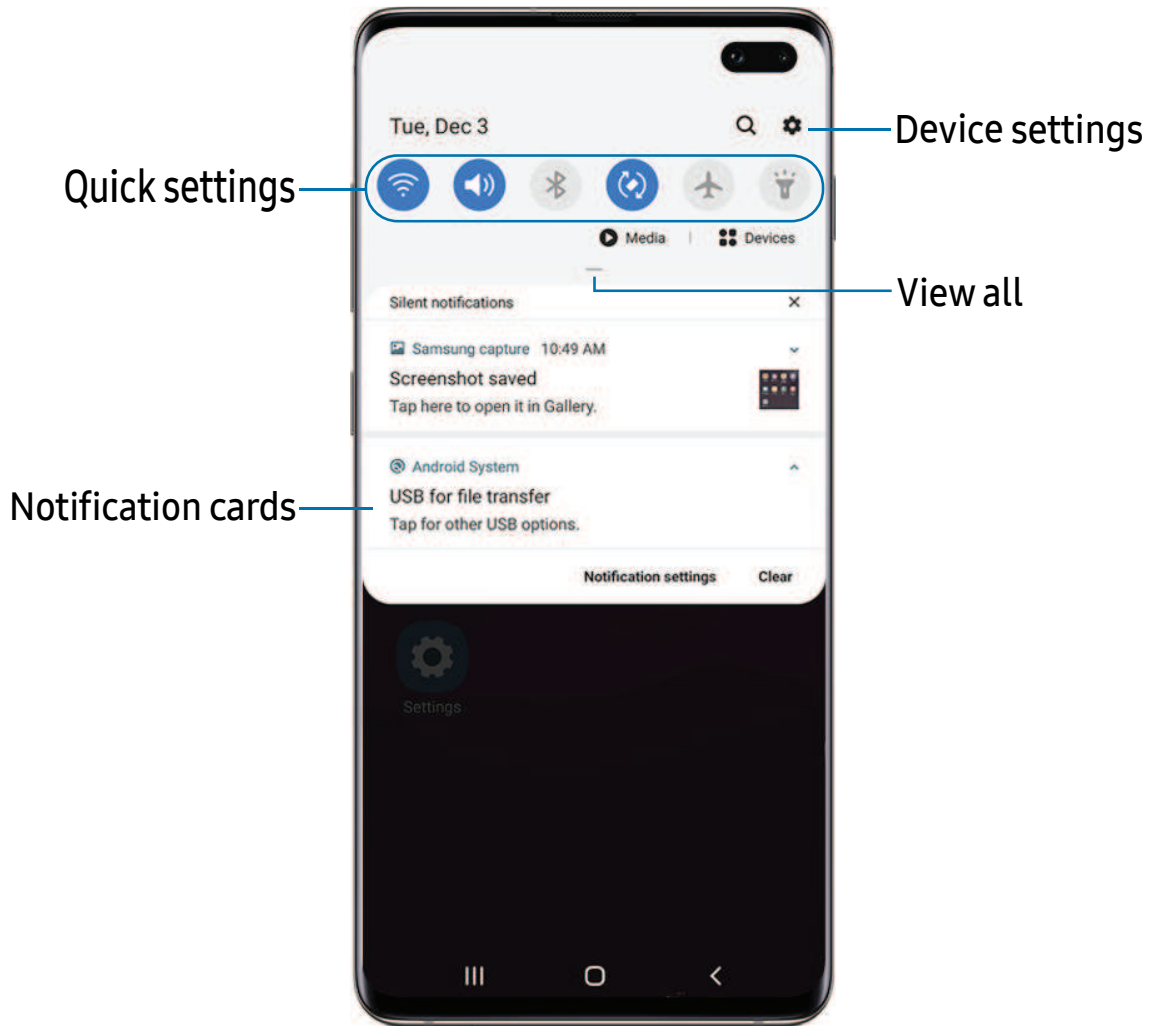 Tue, Dec 3
Device settings
Quick settings
Media | Devices
View all
Silent notifications
Samsung capture 10:49 AM
Screenshot saved
Tap here to open it in Gallery.
Android System
Notification cards
USB for file transfer
Tap for other USB options.
Notification settings Clear
Settings